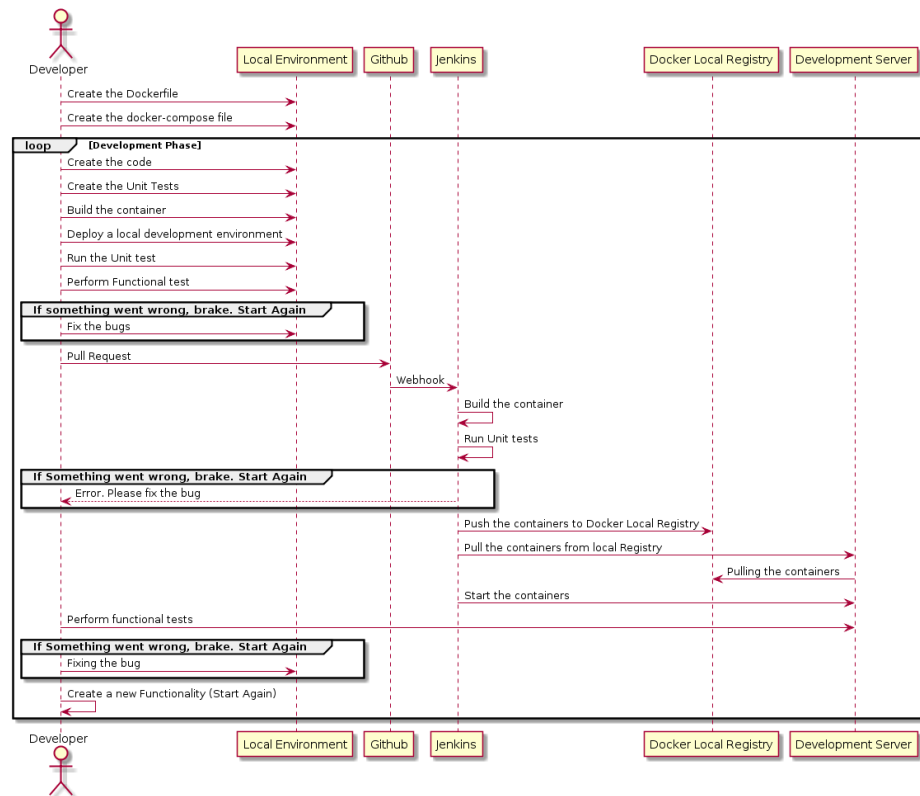 Developer
Local Environment
Github
Jenkins
Docker Local Registry
Development Server
Create the Dockerfile
Create the docker-compose file
loop
[Development Phase]
Create the code
Create the Unit Tests
Build the container
Deploy a local development environment
Run the Unit test
Perform Functional test
If something went wrong, brake. Start Again
Fix the bugs
Pull Request
Webhook
Build the container
Run Unit tests
If Something went wrong, brake. Start Again
Error. Please fix the bug
Push the containers to Docker Local Registry
Pull the containers from local Registry
Pulling the containers
Start the containers
Perform functional tests
If Something went wrong, brake. Start Again
Fixing the bug
Create a new Functionality (Start Again)
Developer
Local Environment
Github
Jenkins
Docker Local Registry
Development Server